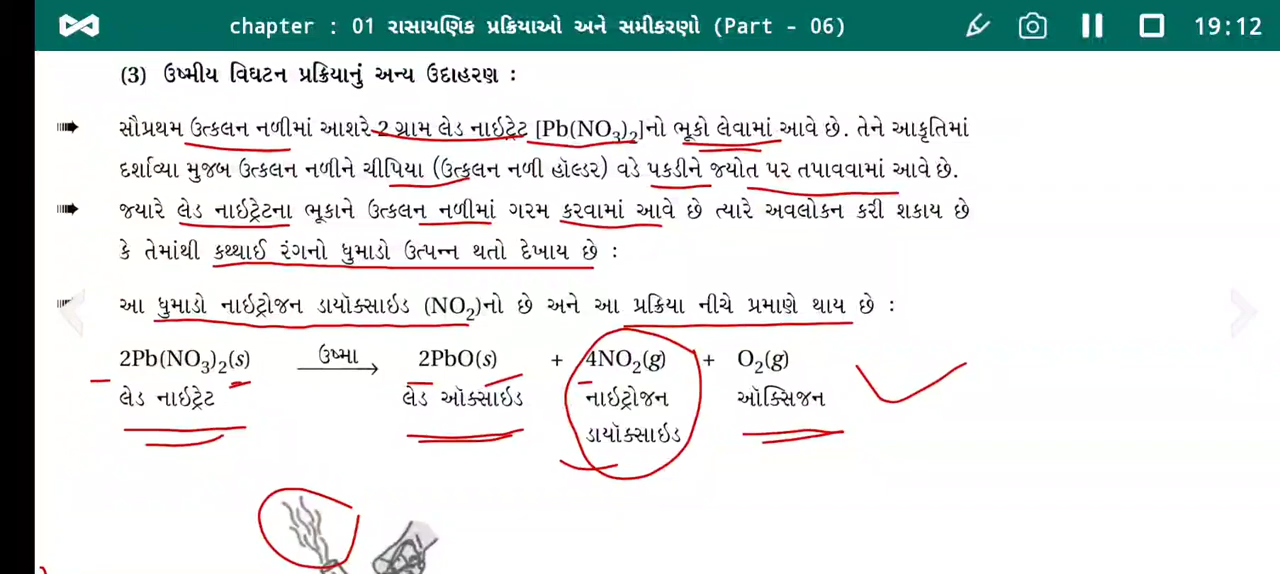 chapter : 01 રાસાયણિક પ્રક્રિયાઓ અને સમીકરણો (Part - 06)
19:12
(3) ઉષ્મીય વિઘટન પ્રક્રિયાનું અન્ય ઉદાહરણ :
સૌપ્રથમ ઉત્કલન નળીમાં આશરે 2 ગ્રામ લેડ નાઇટ્રેટ [Pb(NO₃)₂]નો ભૂકો લેવામાં આવે છે. તેને આકૃતિમાં
દર્શાવ્યા મુજબ ઉત્કલન નળીને ચીપિયા (ઉત્કલન નળી હૉલ્ડર) વડે પકડીને જ્યોત પર તપાવવામાં આવે છે.
જ્યારે લેડ નાઇટ્રેટના ભૂકાને ઉત્કલન નળીમાં ગરમ કરવામાં આવે છે ત્યારે અવલોકન કરી શકાય છે
કે તેમાંથી કથ્થાઈ રંગનો ધુમાડો ઉત્પન્ન થતો દેખાય છે :
આ ધુમાડો નાઇટ્રોજન ડાયૉક્સાઇડ (NO₂)નો છે અને આ પ્રક્રિયા નીચે પ્રમાણે થાય છે :
2Pb(NO₃)₂(s) ઉષ્મા → 2PbO(s) + 4NO₂(g) + O₂(g)
લેડ નાઇટ્રેટ લેડ ઑક્સાઇડ નાઇટ્રોજન ઑક્સિજન
ડાયૉક્સાઇડ